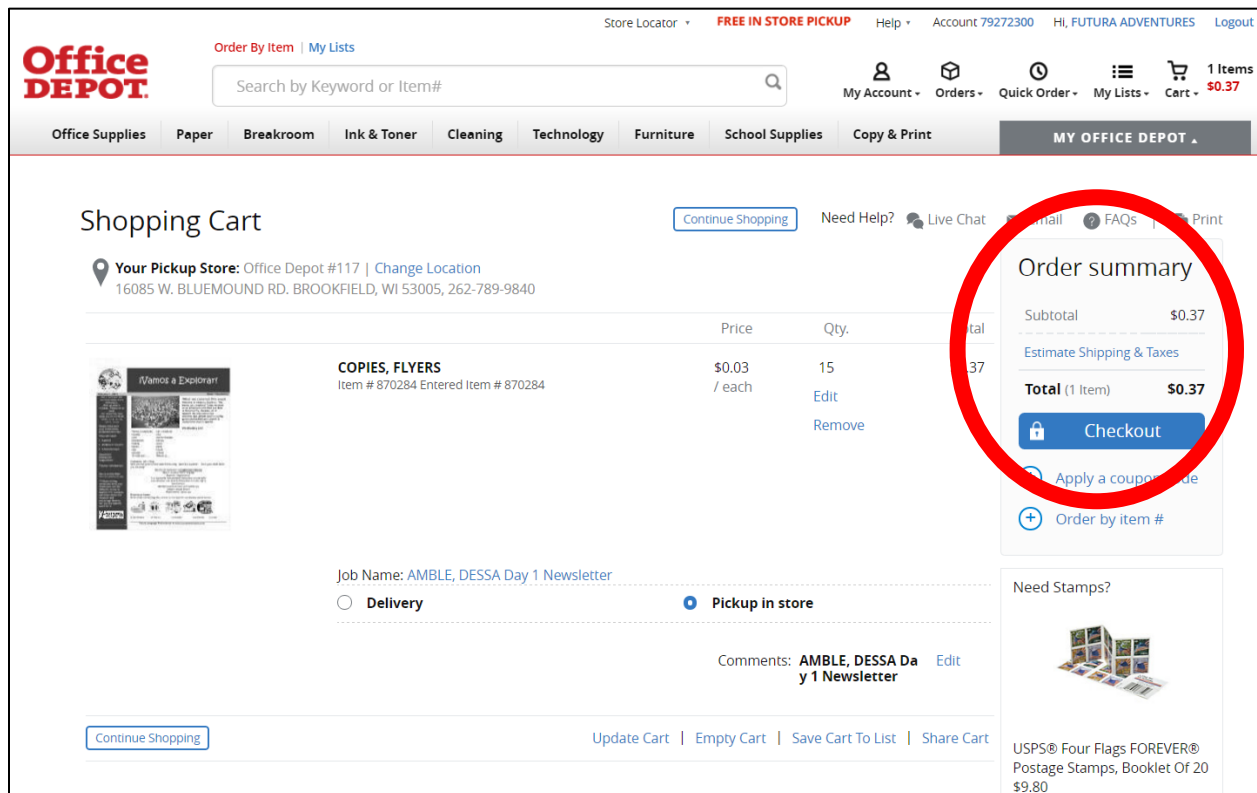 Store Locator FREE IN STORE PICKUP Help Account 79272300 Hi, FUTURA ADVENTURES Logout
Office DEPOT.
Order By Item | My Lists
Search by Keyword or Item#
My Account Orders Quick Order My Lists Cart 1 Items $0.37
Office Supplies Paper Breakroom Ink & Toner Cleaning Technology Furniture School Supplies Copy & Print MY OFFICE DEPOT
Shopping Cart
Continue Shopping Need Help? Live Chat FAQs | Print
Your Pickup Store: Office Depot #117 | Change Location
16085 W. BLUEMOUND RD. BROOKFIELD, WI 53005, 262-789-9840
Price Qty.
¡Vamos a Explorar!
COPIES, FLYERS $0.03 15
Item # 870284 Entered Item # 870284 / each
Edit
Remove
Job Name: AMBLE, DESSA Day 1 Newsletter
Delivery Pickup in store
Comments: AMBLE, DESSA Da Edit
y 1 Newsletter
Continue Shopping Update Cart | Empty Cart | Save Cart To List | Share Cart
Order summary
Subtotal $0.37
Estimate Shipping & Taxes
Total (1 Item) $0.37
Checkout
Apply a coupon
Order by item #
Need Stamps?
USPS® Four Flags FOREVER®
Postage Stamps, Booklet Of 20
$9.80